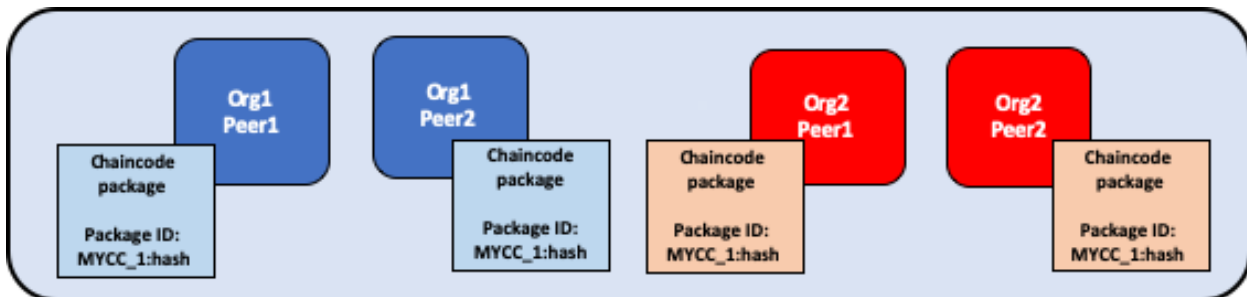 Org1
Peer1
Org1
Peer2
Org2
Peer1
Org2
Peer2
Chaincode
package
Package ID:
MYCC_1:hash
Chaincode
package
Package ID:
MYCC_1:hash
Chaincode
package
Package ID:
MYCC_1:hash
Chaincode
package
Package ID:
MYCC_1:hash